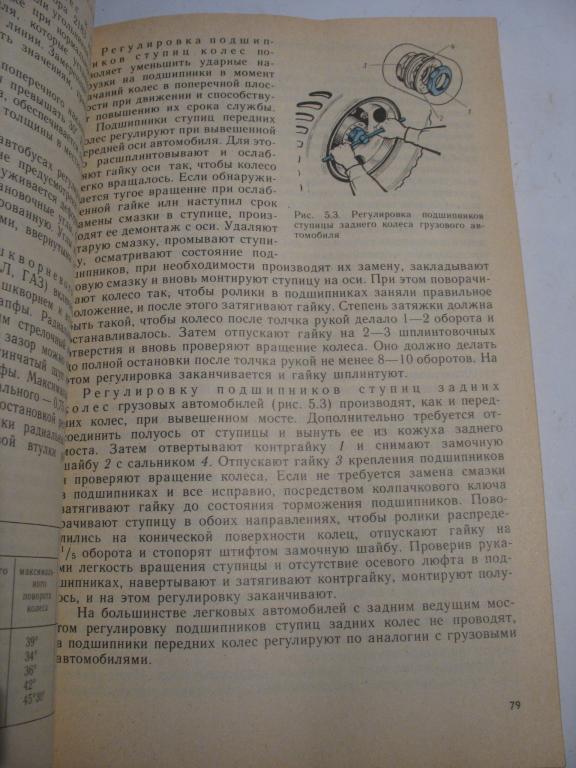 Регулировка подшип-
ников ступиц колес по-
зволяет уменьшить ударные на-
грузки на подшипники в момент
качаний колес в поперечной плос-
кости при движении и способству-
ет повышению их срока службы.
Подшипники ступиц передних
колес регулируют при вывешенной
передней оси автомобиля. Для это-
го расшплинтовывают и ослаб-
ляют гайку оси так, чтобы колесо
легко вращалось. Если обнаружи-
вается тугое вращение при ослаб-
ленной гайке или наступил срок
замены смазки в ступице, произ-
водят ее демонтаж с оси. Удаляют
старую смазку, промывают ступи-
цу, осматривают состояние под-
шипников, при необходимости производят их замену, закладывают
новую смазку и вновь монтируют ступицу на оси. При этом поворачи-
вают колесо так, чтобы ролики в подшипниках заняли правильное
положение, и после этого затягивают гайку. Степень затяжки должна
быть такой, чтобы колесо после толчка рукой делало 1—2 оборота и
останавливалось. Затем отпускают гайку на 2—3 шплинтовочных
отверстия и вновь проверяют вращение колеса. Оно должно делать
до полной остановки после толчка рукой не менее 8—10 оборотов. На
этом регулировка заканчивается и гайку шплинтуют.
Рис. 5.3. Регулировка подшипников
ступицы заднего колеса грузового ав-
томобиля
Регулировку подшипников ступиц задних
колес грузовых автомобилей (рис. 5.3) производят, как и перед-
них колес, при вывешенном мосте. Дополнительно требуется от-
соединить полуось от ступицы и вынуть ее из кожуха заднего
моста. Затем отвертывают контргайку 1 и снимают замочную
шайбу 2 с сальником 4. Отпускают гайку 3 крепления подшипников
и проверяют вращение колеса. Если не требуется замена смазки
в подшипниках и все исправно, посредством колпачкового ключа
затягивают гайку до состояния торможения подшипников. Пово-
рачивают ступицу в обоих направлениях, чтобы ролики распреде-
лились на конической поверхности колец, отпускают гайку на
1/5 оборота и стопорят штифтом замочную шайбу. Проверив рука-
ми легкость вращения ступицы и отсутствие осевого люфта в под-
шипниках, навертывают и затягивают контргайку, монтируют полу-
ось, и на этом регулировку заканчивают.
На большинстве легковых автомобилей с задним ведущим мос-
том регулировку подшипников ступиц задних колес не проводят,
а подшипники передних колес регулируют по аналогии с грузовыми
автомобилями.
79
максималь-
ного
поворота
колеса
39°
34°
36°
42°
45°30'